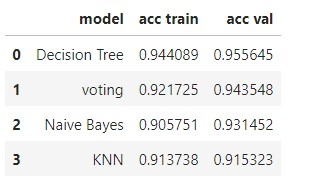 model acc train acc val
0 Decision Tree 0.944089 0.955645
1 voting 0.921725 0.943548
2 Naive Bayes 0.905751 0.931452
3 KNN 0.913738 0.915323